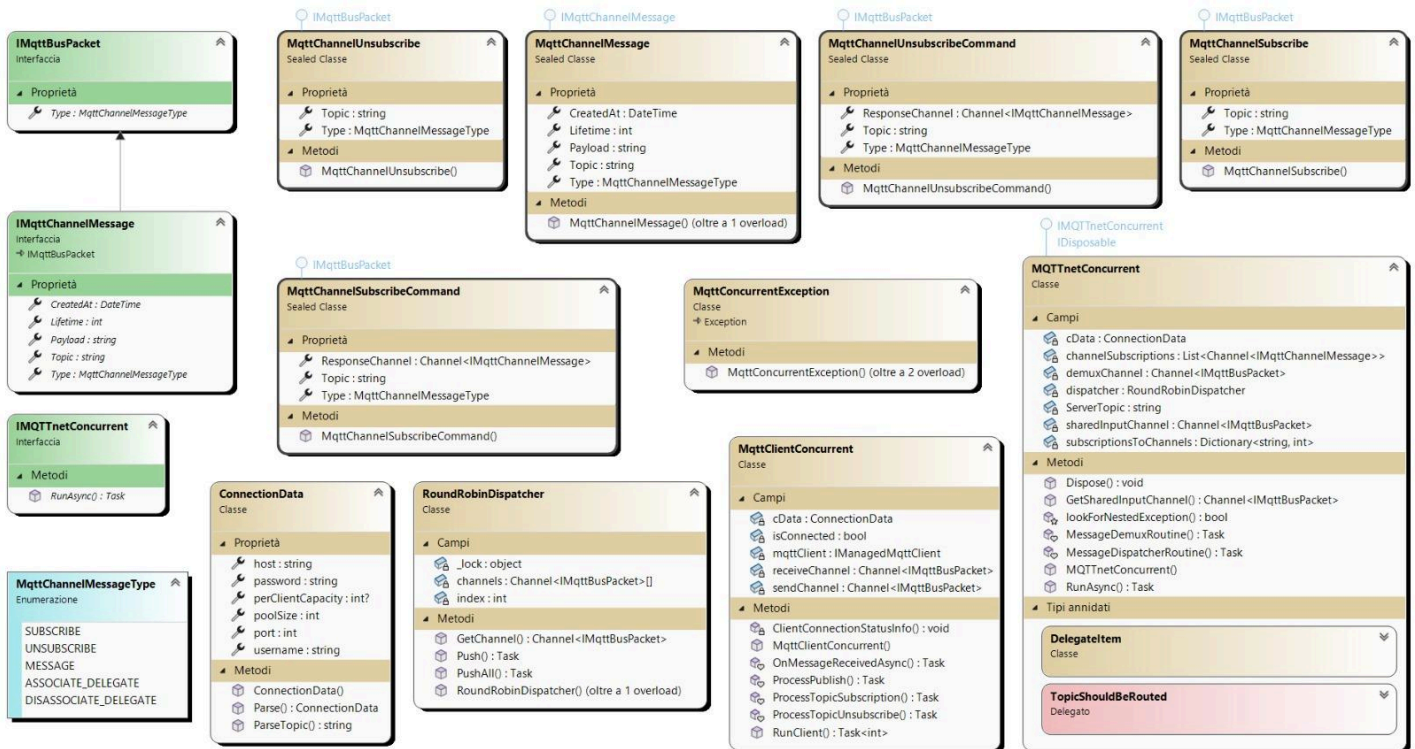 IMqttBusPacket
Interfaccia
Proprietà
Type : MqttChannelMessageType
IMqttBusPacket
MqttChannelUnsubscribe
Sealed Classe
Proprietà
Topic : string
Type : MqttChannelMessageType
Metodi
MqttChannelUnsubscribe()
IMqttChannelMessage
MqttChannelMessage
Sealed Classe
Proprietà
CreatedAt : DateTime
Lifetime : int
Payload : string
Topic : string
Type : MqttChannelMessageType
Metodi
MqttChannelMessage() (oltre a 1 overload)
IMqttBusPacket
MqttChannelUnsubscribeCommand
Sealed Classe
Proprietà
ResponseChannel : Channel<IMqttChannelMessage>
Topic : string
Type : MqttChannelMessageType
Metodi
MqttChannelUnsubscribeCommand()
IMqttBusPacket
MqttChannelSubscribe
Sealed Classe
Proprietà
Topic : string
Type : MqttChannelMessageType
Metodi
MqttChannelSubscribe()
IMqttChannelMessage
Interfaccia
IMqttBusPacket
Proprietà
CreatedAt : DateTime
Lifetime : int
Payload : string
Topic : string
Type : MqttChannelMessageType
IMqttBusPacket
MqttChannelSubscribeCommand
Sealed Classe
Proprietà
ResponseChannel : Channel<IMqttChannelMessage>
Topic : string
Type : MqttChannelMessageType
Metodi
MqttChannelSubscribeCommand()
MqttConcurrentException
Classe
Exception
Metodi
MqttConcurrentException() (oltre a 2 overload)
IMQTTnetConcurrent
IDisposable
MQTTnetConcurrent
Classe
Campi
cData : ConnectionData
channelSubscriptions : List<Channel<IMqttChannelMessage>>
demuxChannel : Channel<IMqttBusPacket>
dispatcher : RoundRobinDispatcher
ServerTopic : string
sharedInputChannel : Channel<IMqttBusPacket>
subscriptionsToChannels : Dictionary<string, int>
Metodi
Dispose() : void
GetSharedInputChannel() : Channel<IMqttBusPacket>
lookForNestedException() : bool
MessageDemuxRoutine() : Task
MessageDispatcherRoutine() : Task
MQTTnetConcurrent()
RunAsync() : Task
Tipi annidati
DelegateItem
Classe
TopicShouldBeRouted
Delegato
IMQTTnetConcurrent
Interfaccia
Metodi
RunAsync() : Task
MqttChannelMessageType
Enumerazione
SUBSCRIBE
UNSUBSCRIBE
MESSAGE
ASSOCIATE_DELEGATE
DISASSOCIATE_DELEGATE
ConnectionData
Classe
Proprietà
host : string
password : string
perClientCapacity : int?
poolSize : int
port : int
username : string
Metodi
ConnectionData()
Parse() : ConnectionData
ParseTopic() : string
RoundRobinDispatcher
Classe
Campi
_lock : object
channels : Channel<IMqttBusPacket>[]
index : int
Metodi
GetChannel() : Channel<IMqttBusPacket>
Push() : Task
PushAll() : Task
RoundRobinDispatcher() (oltre a 1 overload)
MqttClientConcurrent
Classe
Campi
cData : ConnectionData
isConnected : bool
mqttClient : IManagedMqttClient
receiveChannel : Channel<IMqttBusPacket>
sendChannel : Channel<IMqttBusPacket>
Metodi
ClientConnectionStatusInfo() : void
MqttClientConcurrent()
OnMessageReceivedAsync() : Task
ProcessPublish() : Task
ProcessTopicSubscription() : Task
ProcessTopicUnsubscribe() : Task
RunClient() : Task<int>